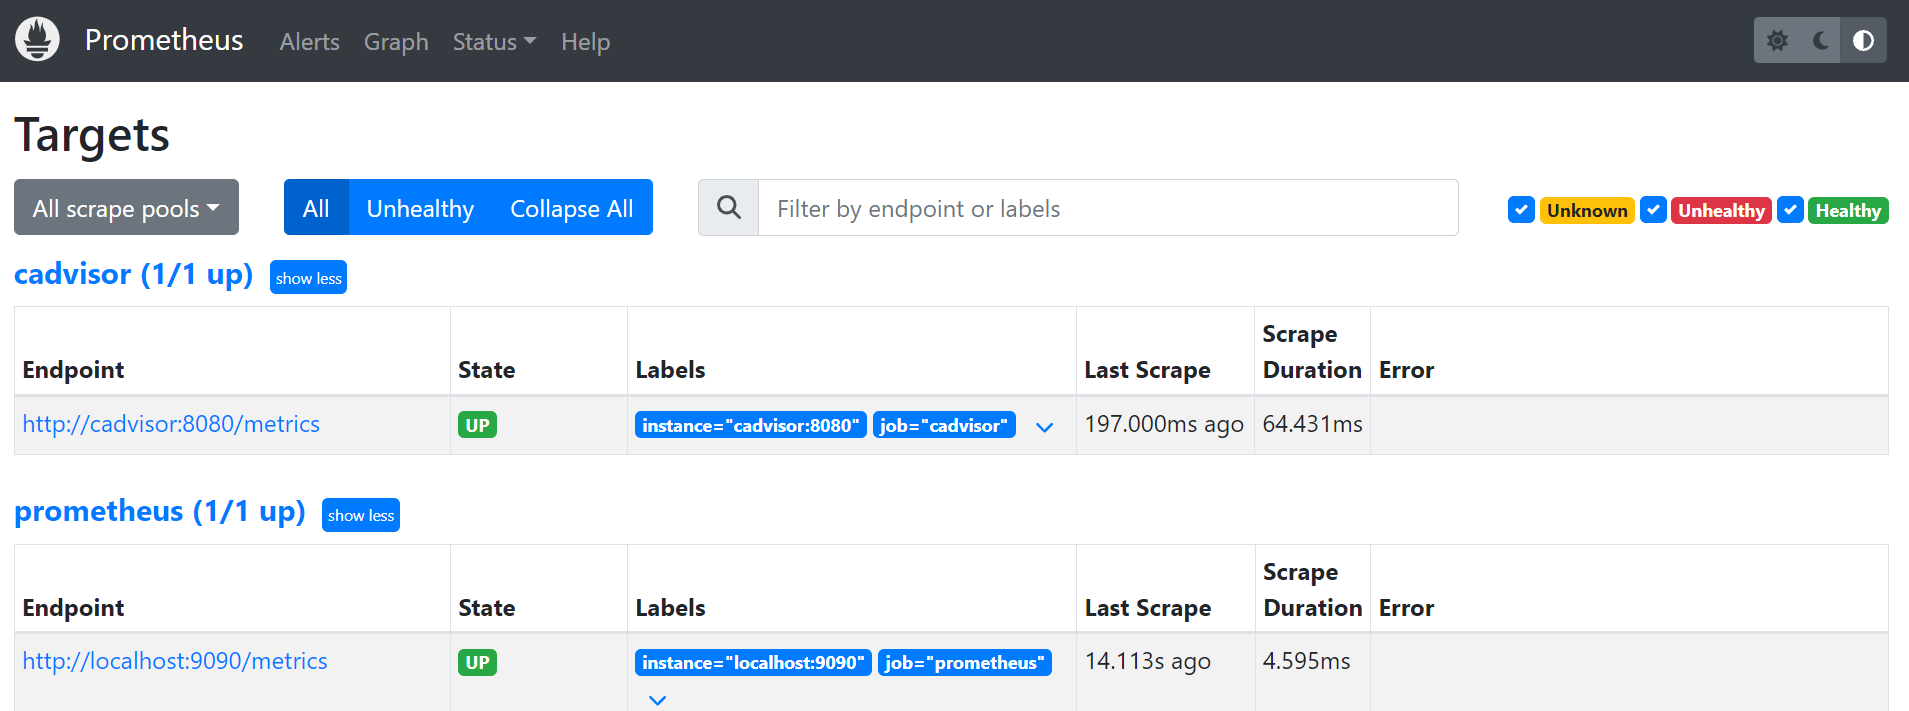 Prometheus Alerts Graph Status Help
Targets
All scrape pools All Unhealthy Collapse All Filter by endpoint or labels Unknown Unhealthy Healthy
cadvisor (1/1 up) show less
Endpoint State Labels Last Scrape Scrape Duration Error
http://cadvisor:8080/metrics UP instance="cadvisor:8080" job="cadvisor" 197.000ms ago 64.431ms
prometheus (1/1 up) show less
Endpoint State Labels Last Scrape Scrape Duration Error
http://localhost:9090/metrics UP instance="localhost:9090" job="prometheus" 14.113s ago 4.595ms